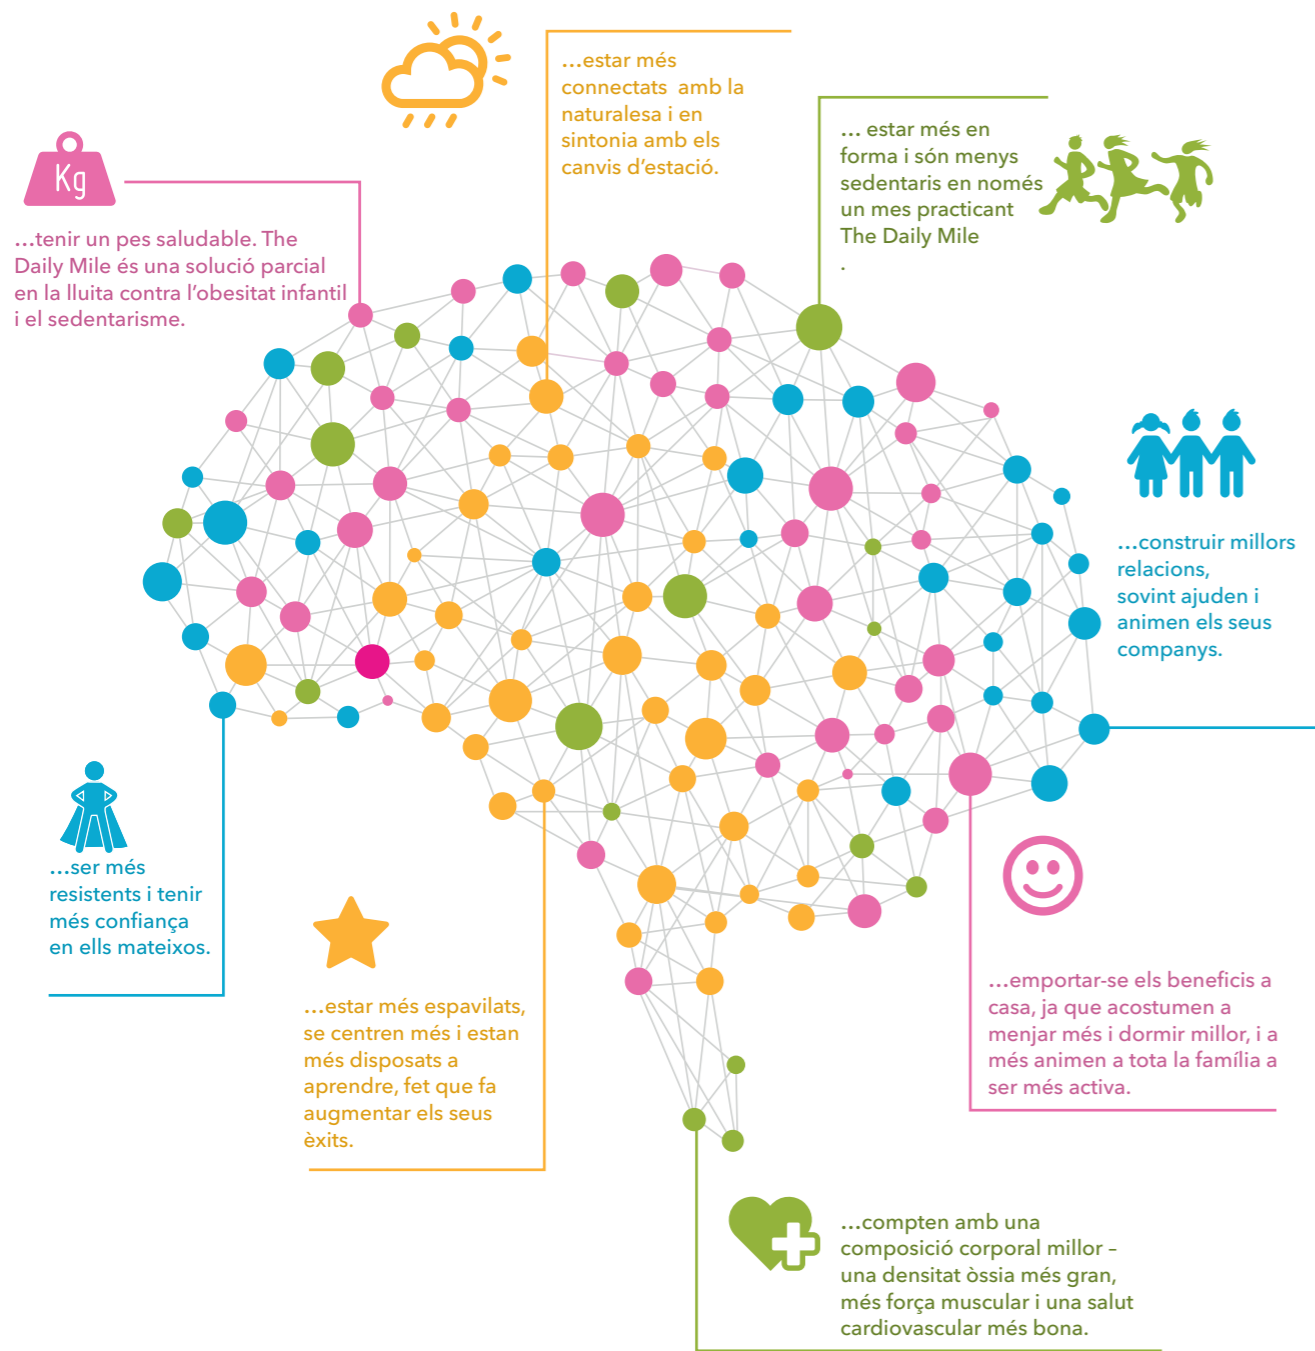 …estar més
connectats amb la
naturalesa i en
sintonia amb els
canvis d’estació.
… estar més en
forma i són menys
sedentaris en només
un mes practicant
The Daily Mile
.
Kg
…tenir un pes saludable. The
Daily Mile és una solució parcial
en la lluita contra l’obesitat infantil
i el sedentarisme.
…construir millors
relacions,
sovint ajuden i
animen els seus
companys.
…ser més
resistents i tenir
més confiança
en ells mateixos.
…estar més espavilats,
se centren més i estan
més disposats a
aprendre, fet que fa
augmentar els seus
èxits.
…emportar-se els beneficis a
casa, ja que acostumen a
menjar més i dormir millor, i a
més animen a tota la família a
ser més activa.
…compten amb una
composició corporal millor –
una densitat òssia més gran,
més força muscular i una salut
cardiovascular més bona.